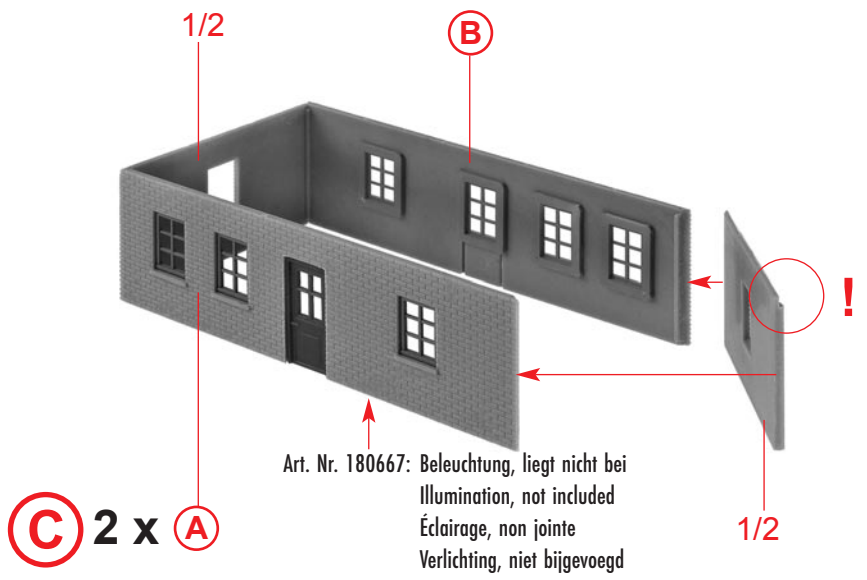 1/2
B
!
Art. Nr. 180667: Beleuchtung, liegt nicht bei
Illumination, not included
Éclairage, non jointe
Verlichting, niet bijgevoegd
1/2
C 2 x A